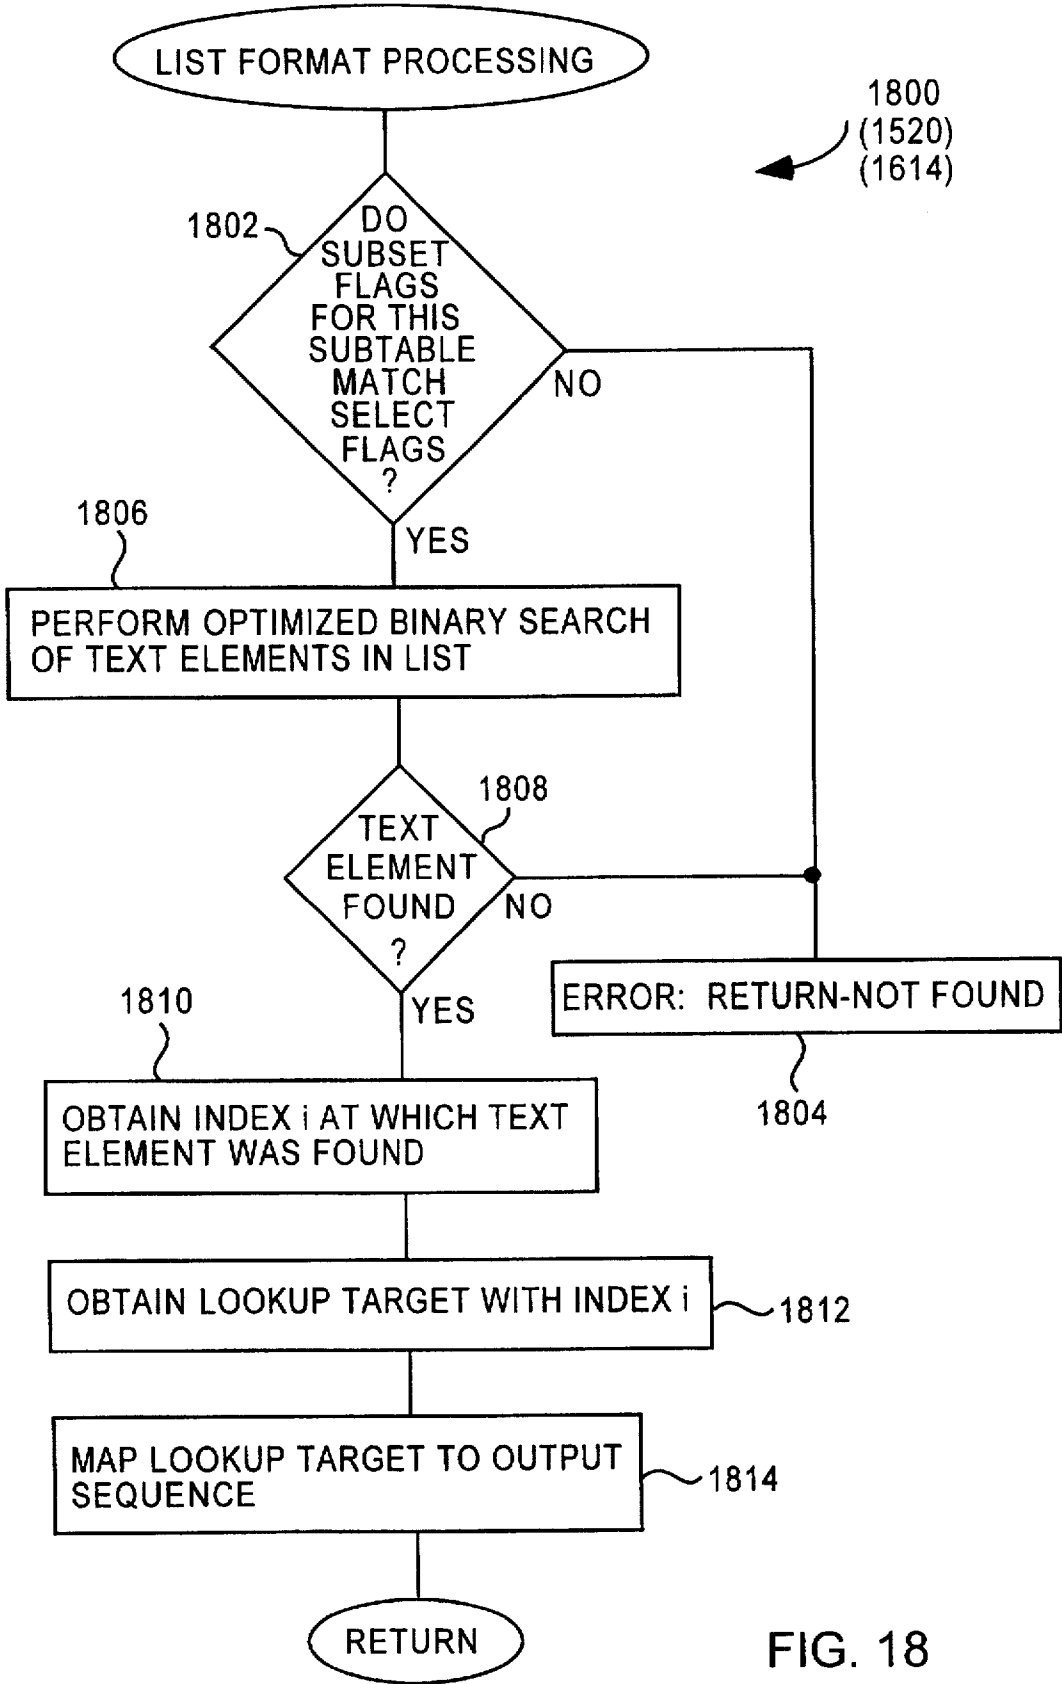 LIST FORMAT PROCESSING
1800
(1520)
(1614)
1802
DO
SUBSET
FLAGS
FOR THIS
SUBTABLE
MATCH
SELECT
FLAGS
?
NO
YES
1806
PERFORM OPTIMIZED BINARY SEARCH
OF TEXT ELEMENTS IN LIST
1808
TEXT
ELEMENT
FOUND
?
NO
YES
ERROR: RETURN-NOT FOUND
1804
1810
OBTAIN INDEX i AT WHICH TEXT
ELEMENT WAS FOUND
OBTAIN LOOKUP TARGET WITH INDEX i
1812
MAP LOOKUP TARGET TO OUTPUT
SEQUENCE
1814
RETURN
FIG. 18